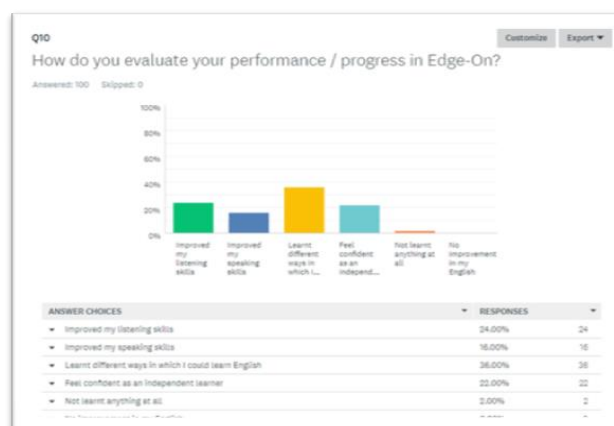 Q10
Customize Export
How do you evaluate your performance / progress in Edge-On?
Answered: 100 Skipped: 0
100%
80%
60%
40%
20%
0%
Improved my listening skills
Improved my speaking skills
Learnt different ways in which I...
Feel confident as an independ...
Not learnt anything at all
No improvement in my English
ANSWER CHOICES RESPONSES
Improved my listening skills 24.00% 24
Improved my speaking skills 16.00% 16
Learnt different ways in which I could learn English 36.00% 36
Feel confident as an independent learner 22.00% 22
Not learnt anything at all 2.00% 2
No improvement in my English